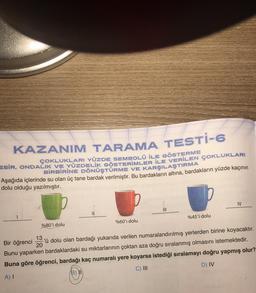 KAZANIM TARAMA TESTİ-6
ÇOKLUKLARI YÜZDE SEMBOLÜ İLE GÖSTERME
ESİR, ONDALIK VE YÜZDELİK GÖSTERİMLER İLE VERİLEN ÇOKLUKLARI
BİRBİRİNE DÖNÜŞTÜRME VE KARŞILAŞTIRMA
Aşağıda içlerinde su olan üç tane bardak verilmiştir. Bu bardakların altına, bardakların yüzde kaçının
dolu olduğu yazılmıştır.
I
%80'i dolu
II
%60'ı dolu
III
%45'i dolu
IV
Bir öğrenci 13/20'ü dolu olan bardağı yukarıda verilen numaralandırılmış yerlerden birine koyacaktır.
Bunu yaparken bardaklardaki su miktarlarının çoktan aza doğru sıralanmış olmasını istemektedir.
Buna göre öğrenci, bardağı kaç numaralı yere koyarsa istediği sıralamayı doğru yapmış olur?
A) I
B) II
C) III
D) IV